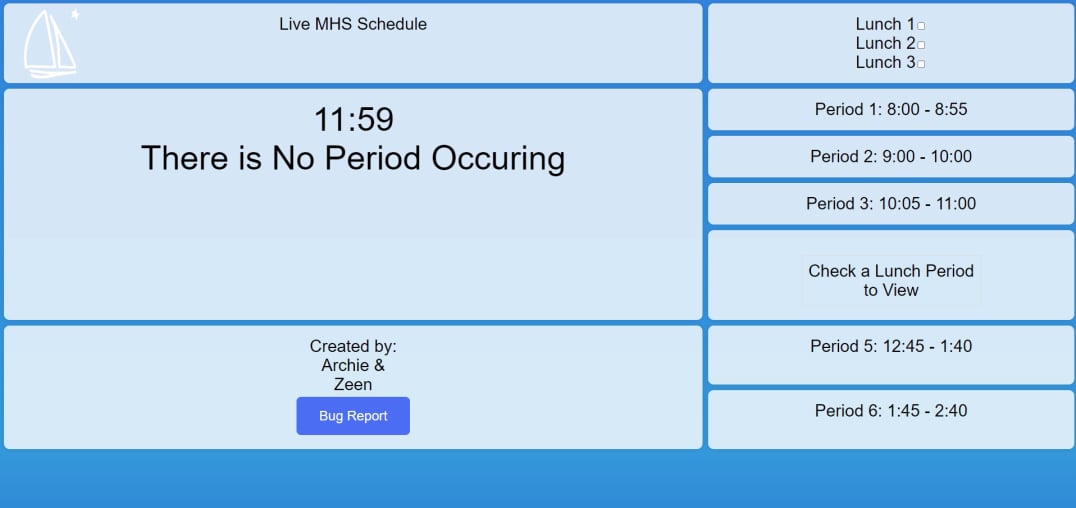 Live MHS Schedule
Lunch 1
Lunch 2
Lunch 3
11:59
There is No Period Occuring
Period 1: 8:00 - 8:55
Period 2: 9:00 - 10:00
Period 3: 10:05 - 11:00
Check a Lunch Period
to View
Period 5: 12:45 - 1:40
Period 6: 1:45 - 2:40
Created by:
Archie &
Zeen
Bug Report